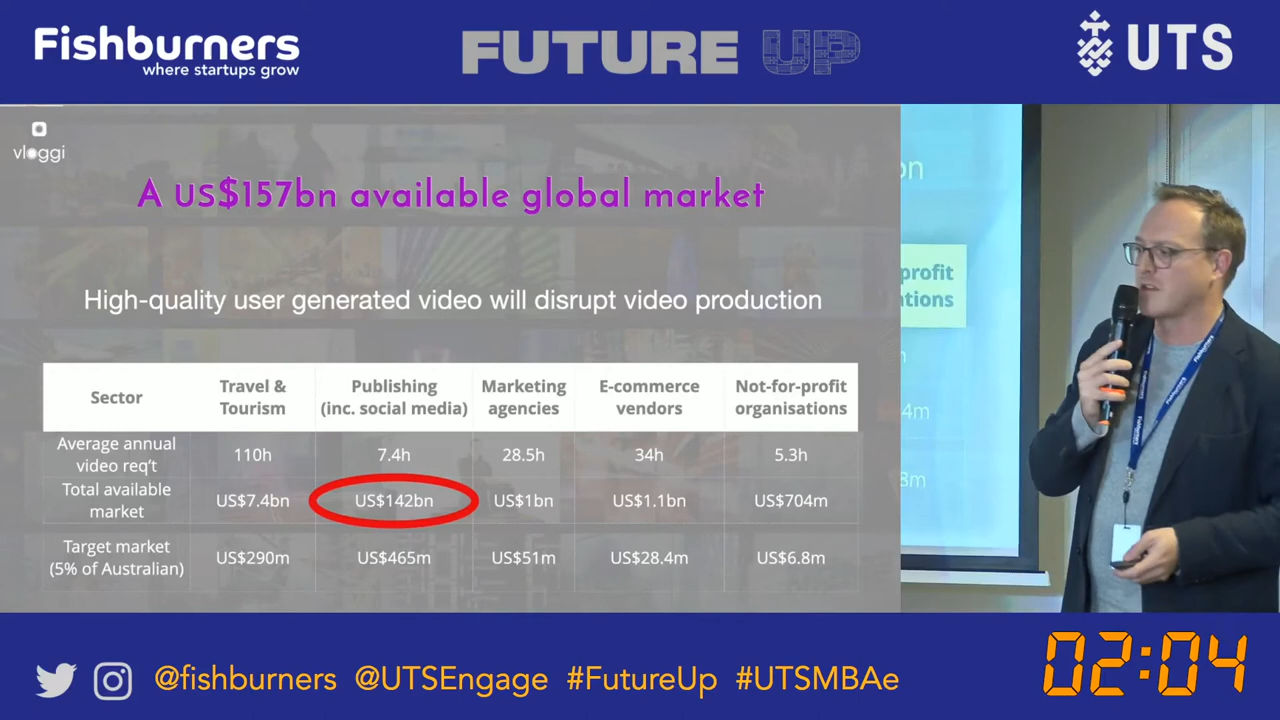 Fishburners
where startups grow
FUTURE UP
UTS
vloggi
A US$157bn available global market
High-quality user generated video will disrupt video production
Sector
Travel &
Tourism
Publishing
(inc. social media)
Marketing
agencies
E-commerce
vendors
Not-for-profit
organisations
Average annual
video req't
110h
7.4h
28.5h
34h
5.3h
Total available
market
US$7.4bn
US$142bn
US$1bn
US$1.1bn
US$704m
Target market
(5% of Australian)
US$290m
US$465m
US$51m
US$28.4m
US$6.8m
Fishburners
@fishburners @UTSEngage #FutureUp #UTSMBAe
02:04